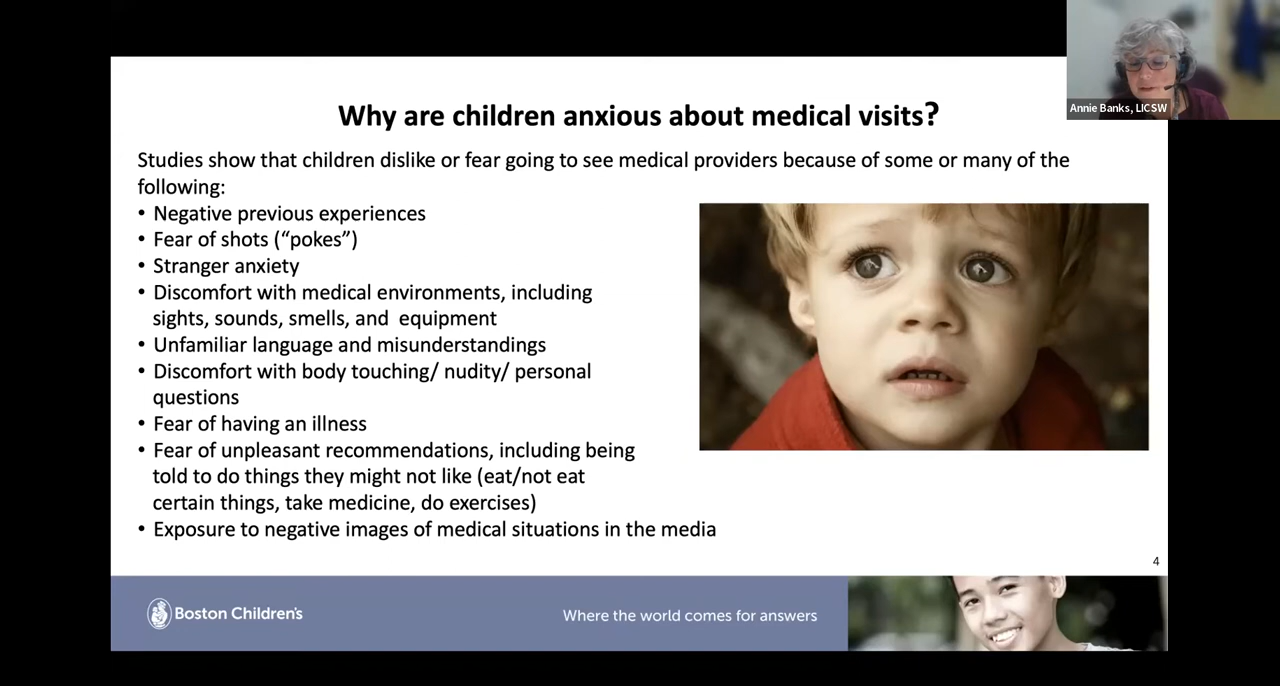 Annie Banks, LICSW
Why are children anxious about medical visits?
Studies show that children dislike or fear going to see medical providers because of some or many of the
following:
• Negative previous experiences
• Fear of shots (“pokes”)
• Stranger anxiety
• Discomfort with medical environments, including
sights, sounds, smells, and equipment
• Unfamiliar language and misunderstandings
• Discomfort with body touching/ nudity/ personal
questions
• Fear of having an illness
• Fear of unpleasant recommendations, including being
told to do things they might not like (eat/not eat
certain things, take medicine, do exercises)
• Exposure to negative images of medical situations in the media
4
Boston Children's
Where the world comes for answers